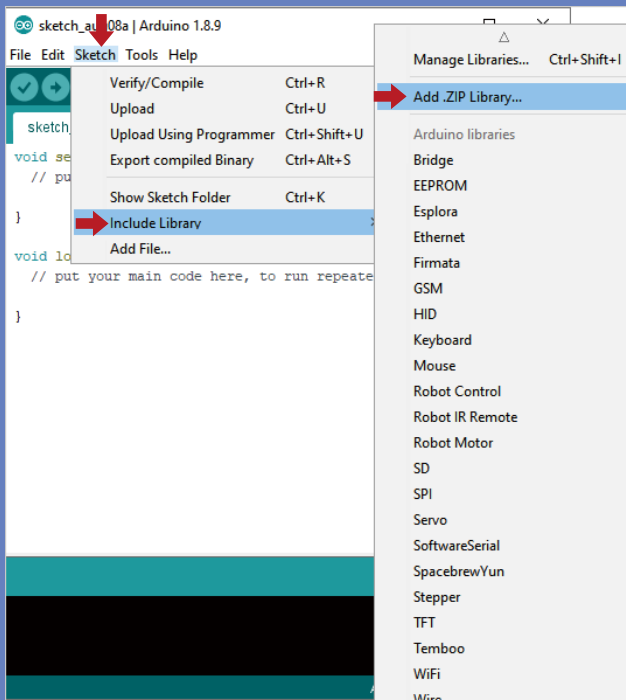 sketch_au 08a | Arduino 1.8.9
File Edit Sketch Tools Help
Verify/Compile Ctrl+R
Upload Ctrl+U
Upload Using Programmer Ctrl+Shift+U
Export compiled Binary Ctrl+Alt+S
Show Sketch Folder Ctrl+K
Include Library
Add File...
sketch_
void se
// pu
}
void lo
// put your main code here, to run repeate
}
Manage Libraries... Ctrl+Shift+I
Add .ZIP Library...
Arduino libraries
Bridge
EEPROM
Esplora
Ethernet
Firmata
GSM
HID
Keyboard
Mouse
Robot Control
Robot IR Remote
Robot Motor
SD
SPI
Servo
SoftwareSerial
SpacebrewYun
Stepper
TFT
Temboo
WiFi
Wire